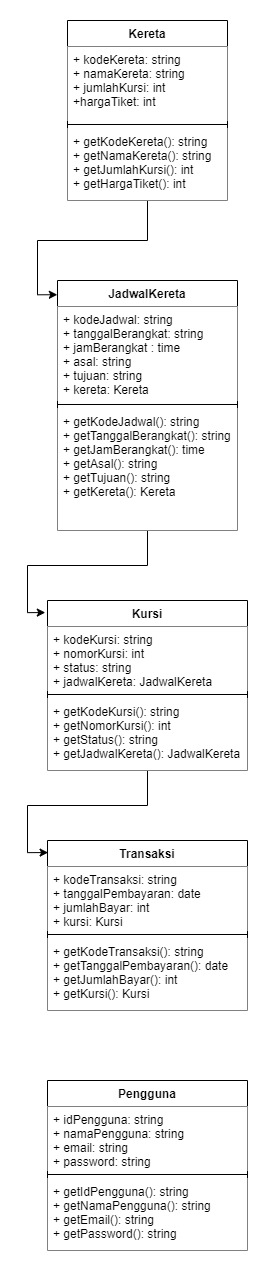 Kereta
+ kodeKereta: string
+ namaKereta: string
+ jumlahKursi: int
+hargaTiket: int
+ getKodeKereta(): string
+ getNamaKereta(): string
+ getJumlahKursi(): int
+ getHargaTiket(): int
JadwalKereta
+ kodeJadwal: string
+ tanggalBerangkat: string
+ jamBerangkat : time
+ asal: string
+ tujuan: string
+ kereta: Kereta
+ getKodeJadwal(): string
+ getTanggalBerangkat(): string
+ getJamBerangkat(): time
+ getAsal(): string
+ getTujuan(): string
+ getKereta(): Kereta
Kursi
+ kodeKursi: string
+ nomorKursi: int
+ status: string
+ jadwalKereta: JadwalKereta
+ getKodeKursi(): string
+ getNomorKursi(): int
+ getStatus(): string
+ getJadwalKereta(): JadwalKereta
Transaksi
+ kodeTransaksi: string
+ tanggalPembayaran: date
+ jumlahBayar: int
+ kursi: Kursi
+ getKodeTransaksi(): string
+ getTanggalPembayaran(): date
+ getJumlahBayar(): int
+ getKursi(): Kursi
Pengguna
+ idPengguna: string
+ namaPengguna: string
+ email: string
+ password: string
+ getIdPengguna(): string
+ getNamaPengguna(): string
+ getEmail(): string
+ getPassword(): string